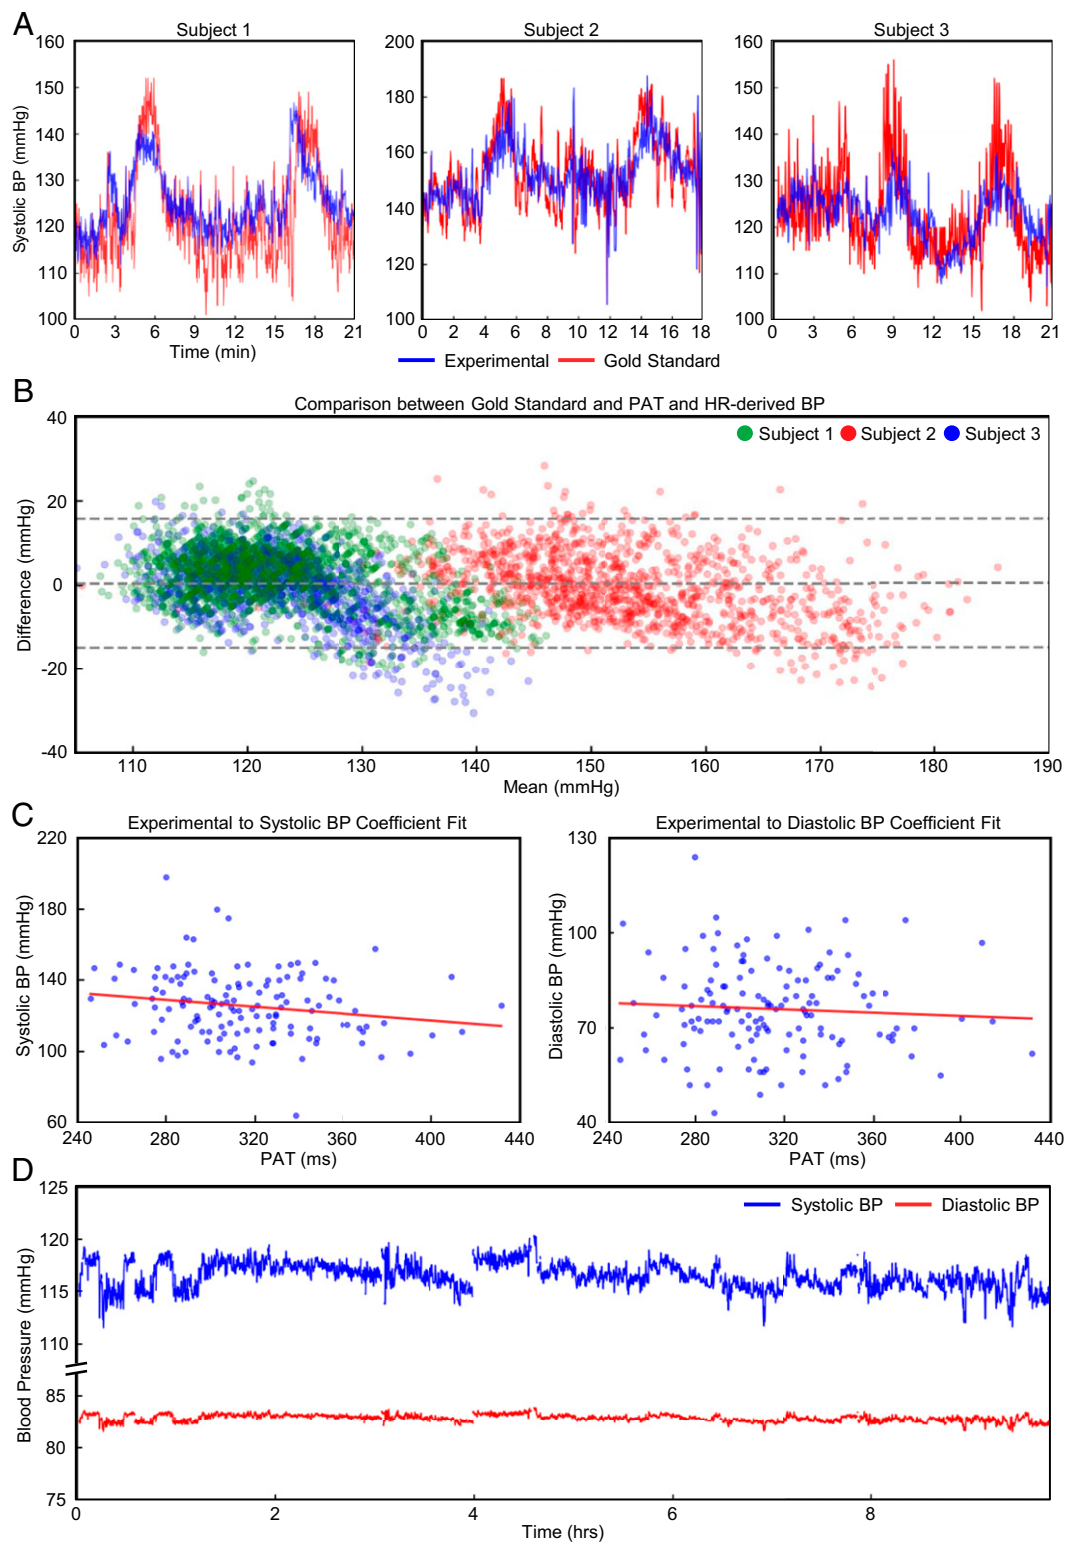 A
Subject 1
Subject 2
Subject 3
Systolic BP (mmHg)
160
150
140
130
120
110
100
0 3 6 9 12 15 18 21
Time (min)
200
180
160
140
120
100
0 2 4 6 8 10 12 14 16 18
160
150
140
130
120
110
100
0 3 6 9 12 15 18 21
Experimental Gold Standard
B
Comparison between Gold Standard and PAT and HR-derived BP
Subject 1 Subject 2 Subject 3
Difference (mmHg)
40
20
0
-20
-40
110 120 130 140 150 160 170 180 190
Mean (mmHg)
C
Experimental to Systolic BP Coefficient Fit
Systolic BP (mmHg)
220
180
140
100
60
240 280 320 360 400 440
PAT (ms)
Experimental to Diastolic BP Coefficient Fit
Diastolic BP (mmHg)
130
100
70
40
240 280 320 360 400 440
PAT (ms)
D
Systolic BP Diastolic BP
Blood Pressure (mmHg)
125
120
115
110
85
80
75
0 2 4 6 8
Time (hrs)